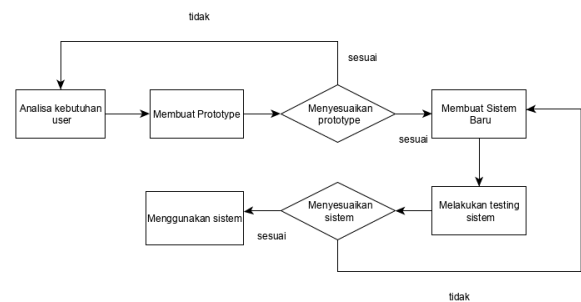 tidak
sesuai
Analisa kebutuhan
user
Membuat Prototype
Menyesuaikan
prototype
Membuat Sistem
Baru
sesuai
Menggunakan sistem
Menyesuaikan
sistem
Melakukan testing
sistem
sesuai
tidak